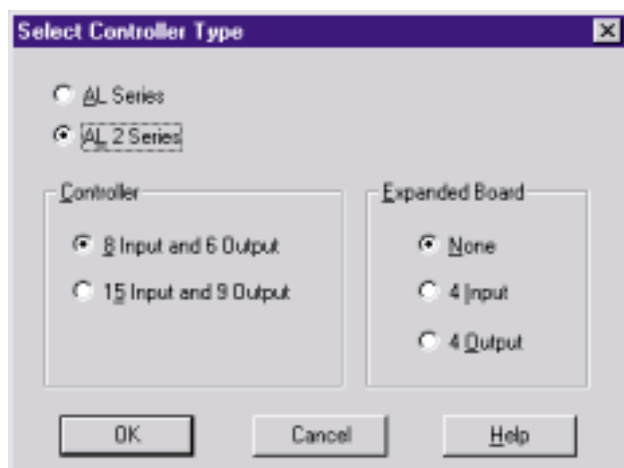 Select Controller Type
AL Series
AL 2 Series
Controller
8 Input and 6 Output
15 Input and 9 Output
Expanded Board
None
4 Input
4 Output
OK
Cancel
Help